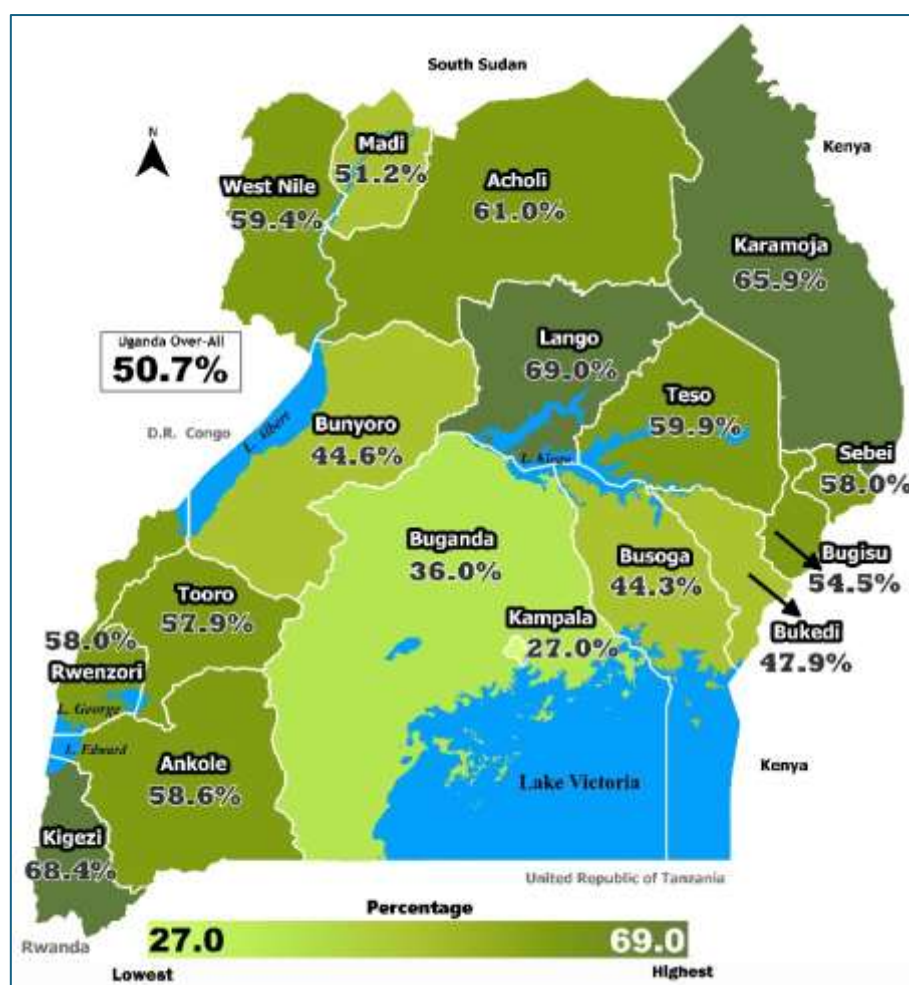 South Sudan
N
Kenya
Madi
51.2%
West Nile
59.4%
Acholi
61.0%
Karamoja
65.9%
Uganda Over-All
50.7%
Lango
69.0%
Teso
59.9%
D.R. Congo
L. Albert
Bunyoro
44.6%
L. Kioga
Sebei
58.0%
Buganda
36.0%
Busoga
44.3%
Bugisu
54.5%
Tooro
57.9%
Kampala
27.0%
Bukedi
47.9%
58.0%
Rwenzori
L. George
L. Edward
Ankole
58.6%
Lake Victoria
Kenya
Kigezi
68.4%
United Republic of Tanzania
Percentage
27.0
69.0
Rwanda
Lowest
Highest